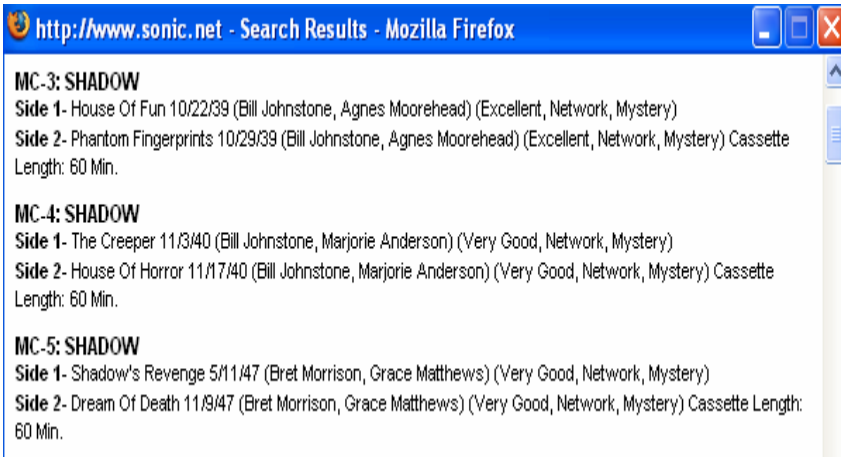 http://www.sonic.net - Search Results - Mozilla Firefox
MC-3: SHADOW
Side 1- House Of Fun 10/22/39 (Bill Johnstone, Agnes Moorehead) (Excellent, Network, Mystery)
Side 2- Phantom Fingerprints 10/29/39 (Bill Johnstone, Agnes Moorehead) (Excellent, Network, Mystery) Cassette
Length: 60 Min.
MC-4: SHADOW
Side 1- The Creeper 11/3/40 (Bill Johnstone, Marjorie Anderson) (Very Good, Network, Mystery)
Side 2- House Of Horror 11/17/40 (Bill Johnstone, Marjorie Anderson) (Very Good, Network, Mystery) Cassette
Length: 60 Min.
MC-5: SHADOW
Side 1- Shadow's Revenge 5/11/47 (Bret Morrison, Grace Matthews) (Very Good, Network, Mystery)
Side 2- Dream Of Death 11/9/47 (Bret Morrison, Grace Matthews) (Very Good, Network, Mystery) Cassette Length:
60 Min.